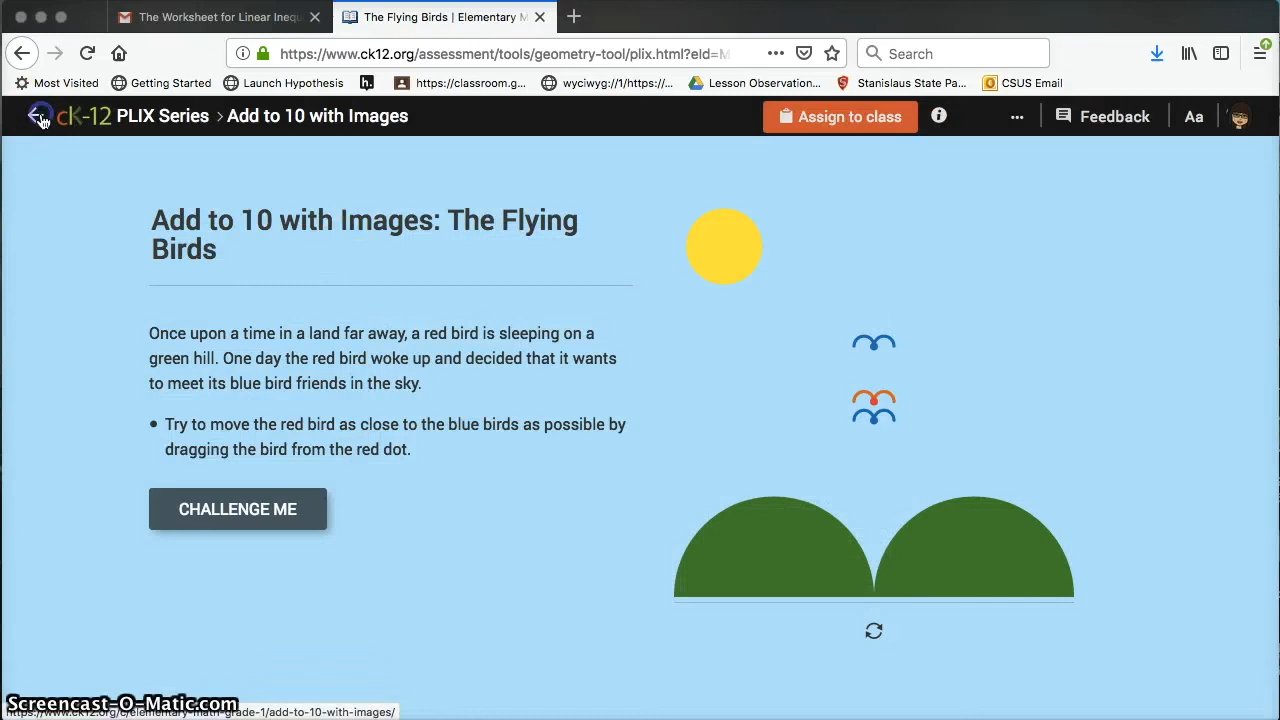 The Worksheet for Linear Inequ
The Flying Birds | Elementary M
https://www.ck12.org/assessment/tools/geometry-tool/plix.html?eId=M
Search
Most Visited
Getting Started
Launch Hypothesis
h.
https://classroom.g...
wyciwyg://1/https://...
Lesson Observation...
Stanislaus State Pa...
CSUS Email
cK-12 PLIX Series > Add to 10 with Images
Assign to class
Feedback
Aa
Add to 10 with Images: The Flying
Birds
Once upon a time in a land far away, a red bird is sleeping on a
green hill. One day the red bird woke up and decided that it wants
to meet its blue bird friends in the sky.
• Try to move the red bird as close to the blue birds as possible by
dragging the bird from the red dot.
CHALLENGE ME
Screencast-O-Matic.com
https://www.ck12.org/c/elementary-math-grade-1/add-to-10-with-images/